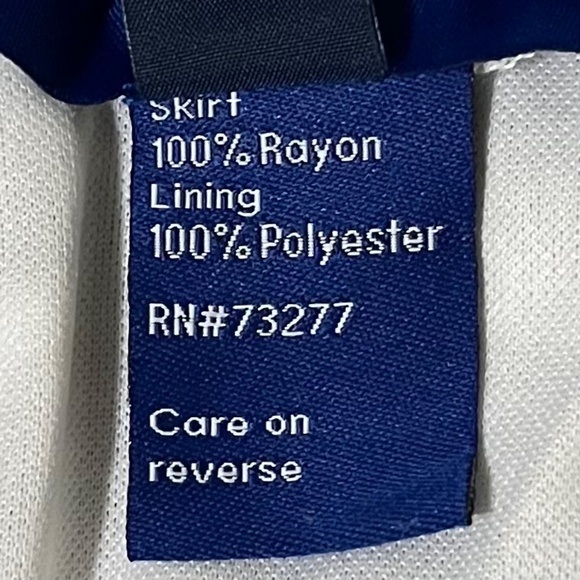 Skirt
100% Rayon
Lining
100% Polyester
RN#73277
Care on
reverse